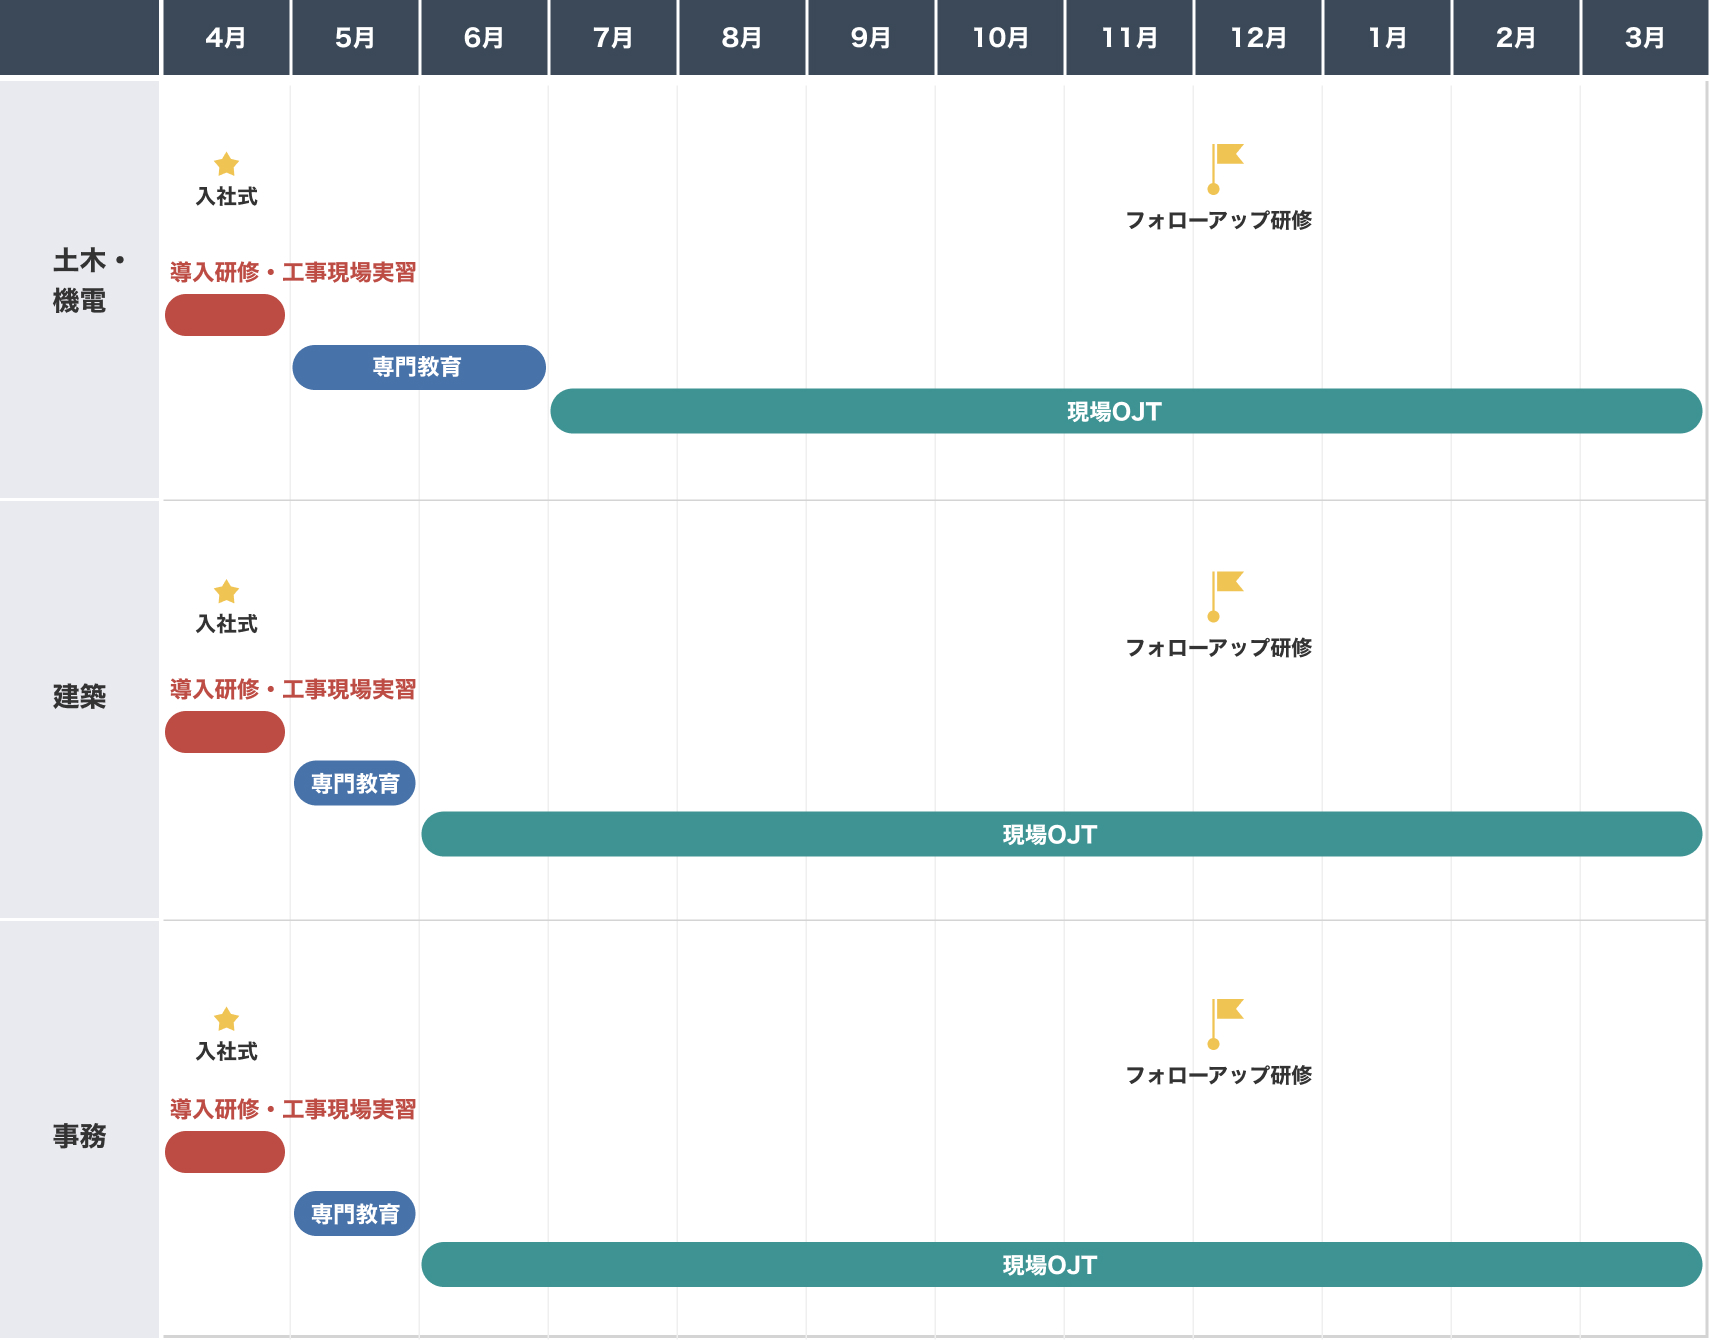 4月 5月 6月 7月 8月 9月 10月 11月 12月 1月 2月 3月
土木・
機電
入社式
フォローアップ研修
導入研修・工事現場実習
専門教育
現場OJT
建築
入社式
フォローアップ研修
導入研修・工事現場実習
専門教育
現場OJT
事務
入社式
フォローアップ研修
導入研修・工事現場実習
専門教育
現場OJT